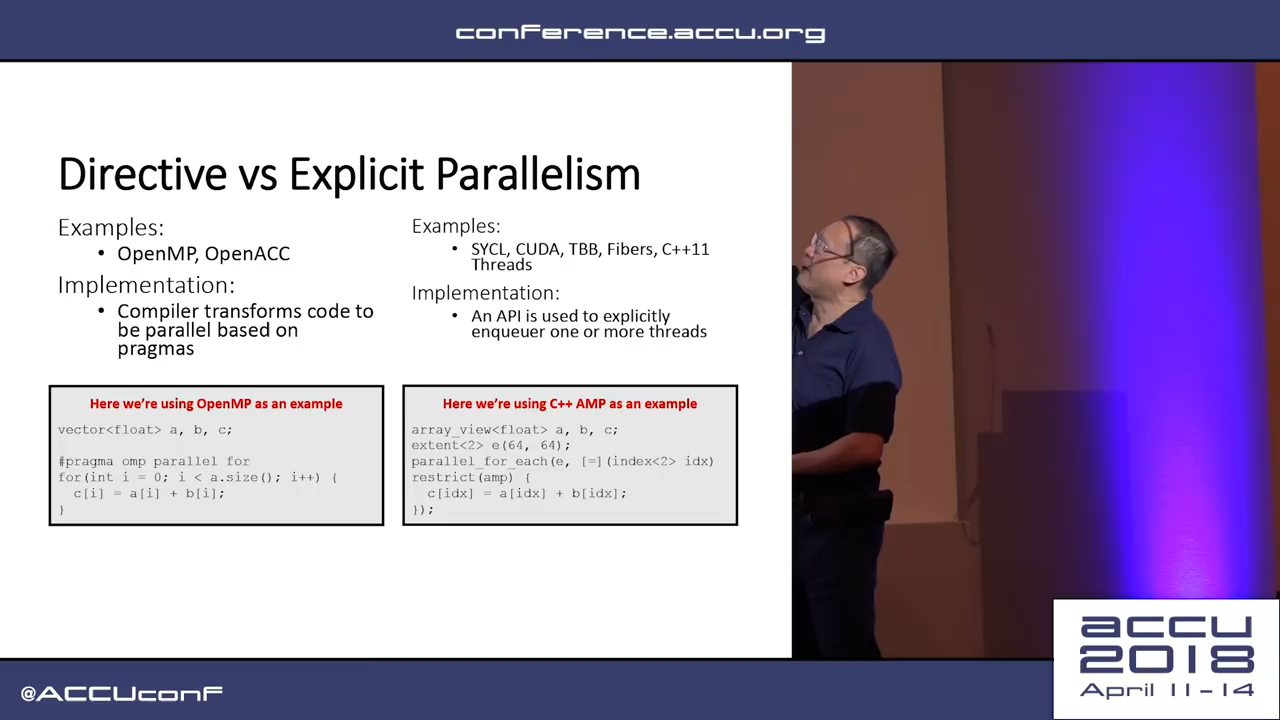 conference.accu.org
Directive vs Explicit Parallelism
Examples:
• OpenMP, OpenACC
Implementation:
• Compiler transforms code to
be parallel based on
pragmas
Examples:
• SYCL, CUDA, TBB, Fibers, C++11
Threads
Implementation:
• An API is used to explicitly
enqueuer one or more threads
Here we're using OpenMP as an example
vector<float> a, b, c;
#pragma omp parallel for
for(int i = 0; i < a.size(); i++) {
c[i] = a[i] + b[i];
}
Here we're using C++ AMP as an example
array_view<float> a, b, c;
extent<2> e(64, 64);
parallel_for_each(e, [=](index<2> idx)
restrict(amp) {
c[idx] = a[idx] + b[idx];
});
@ACCUconf
accu
2018
April 11-14